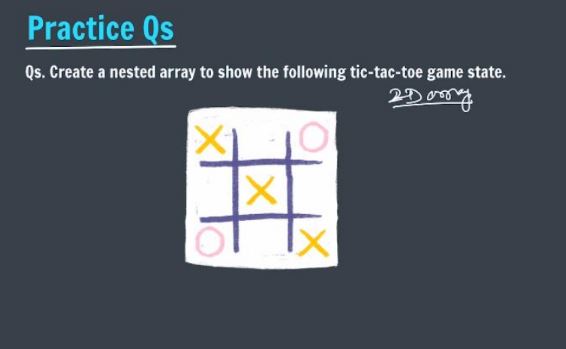 Practice Qs
Qs. Create a nested array to show the following tic-tac-toe game state.
2D array
X O
X
O X